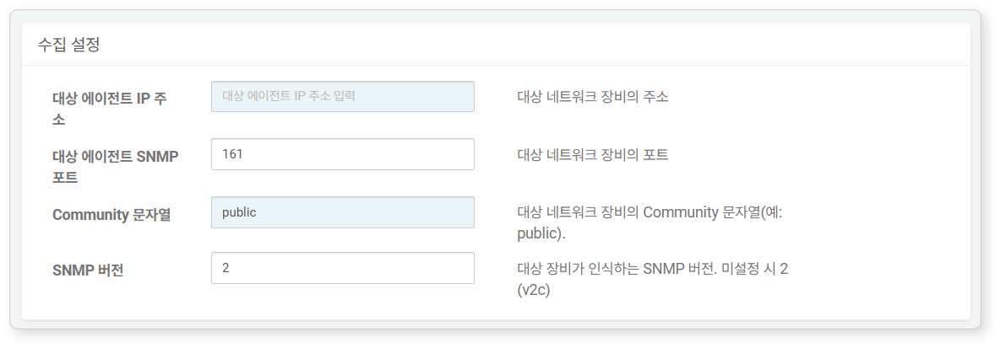 수집 설정
대상 에이전트 IP 주
소
대상 에이전트 IP 주소 입력
대상 네트워크 장비의 주소
대상 에이전트 SNMP
포트
161
대상 네트워크 장비의 포트
Community 문자열
public
대상 네트워크 장비의 Community 문자열(예:
public).
SNMP 버전
2
대상 장비가 인식하는 SNMP 버전. 미설정 시 2
(v2c)